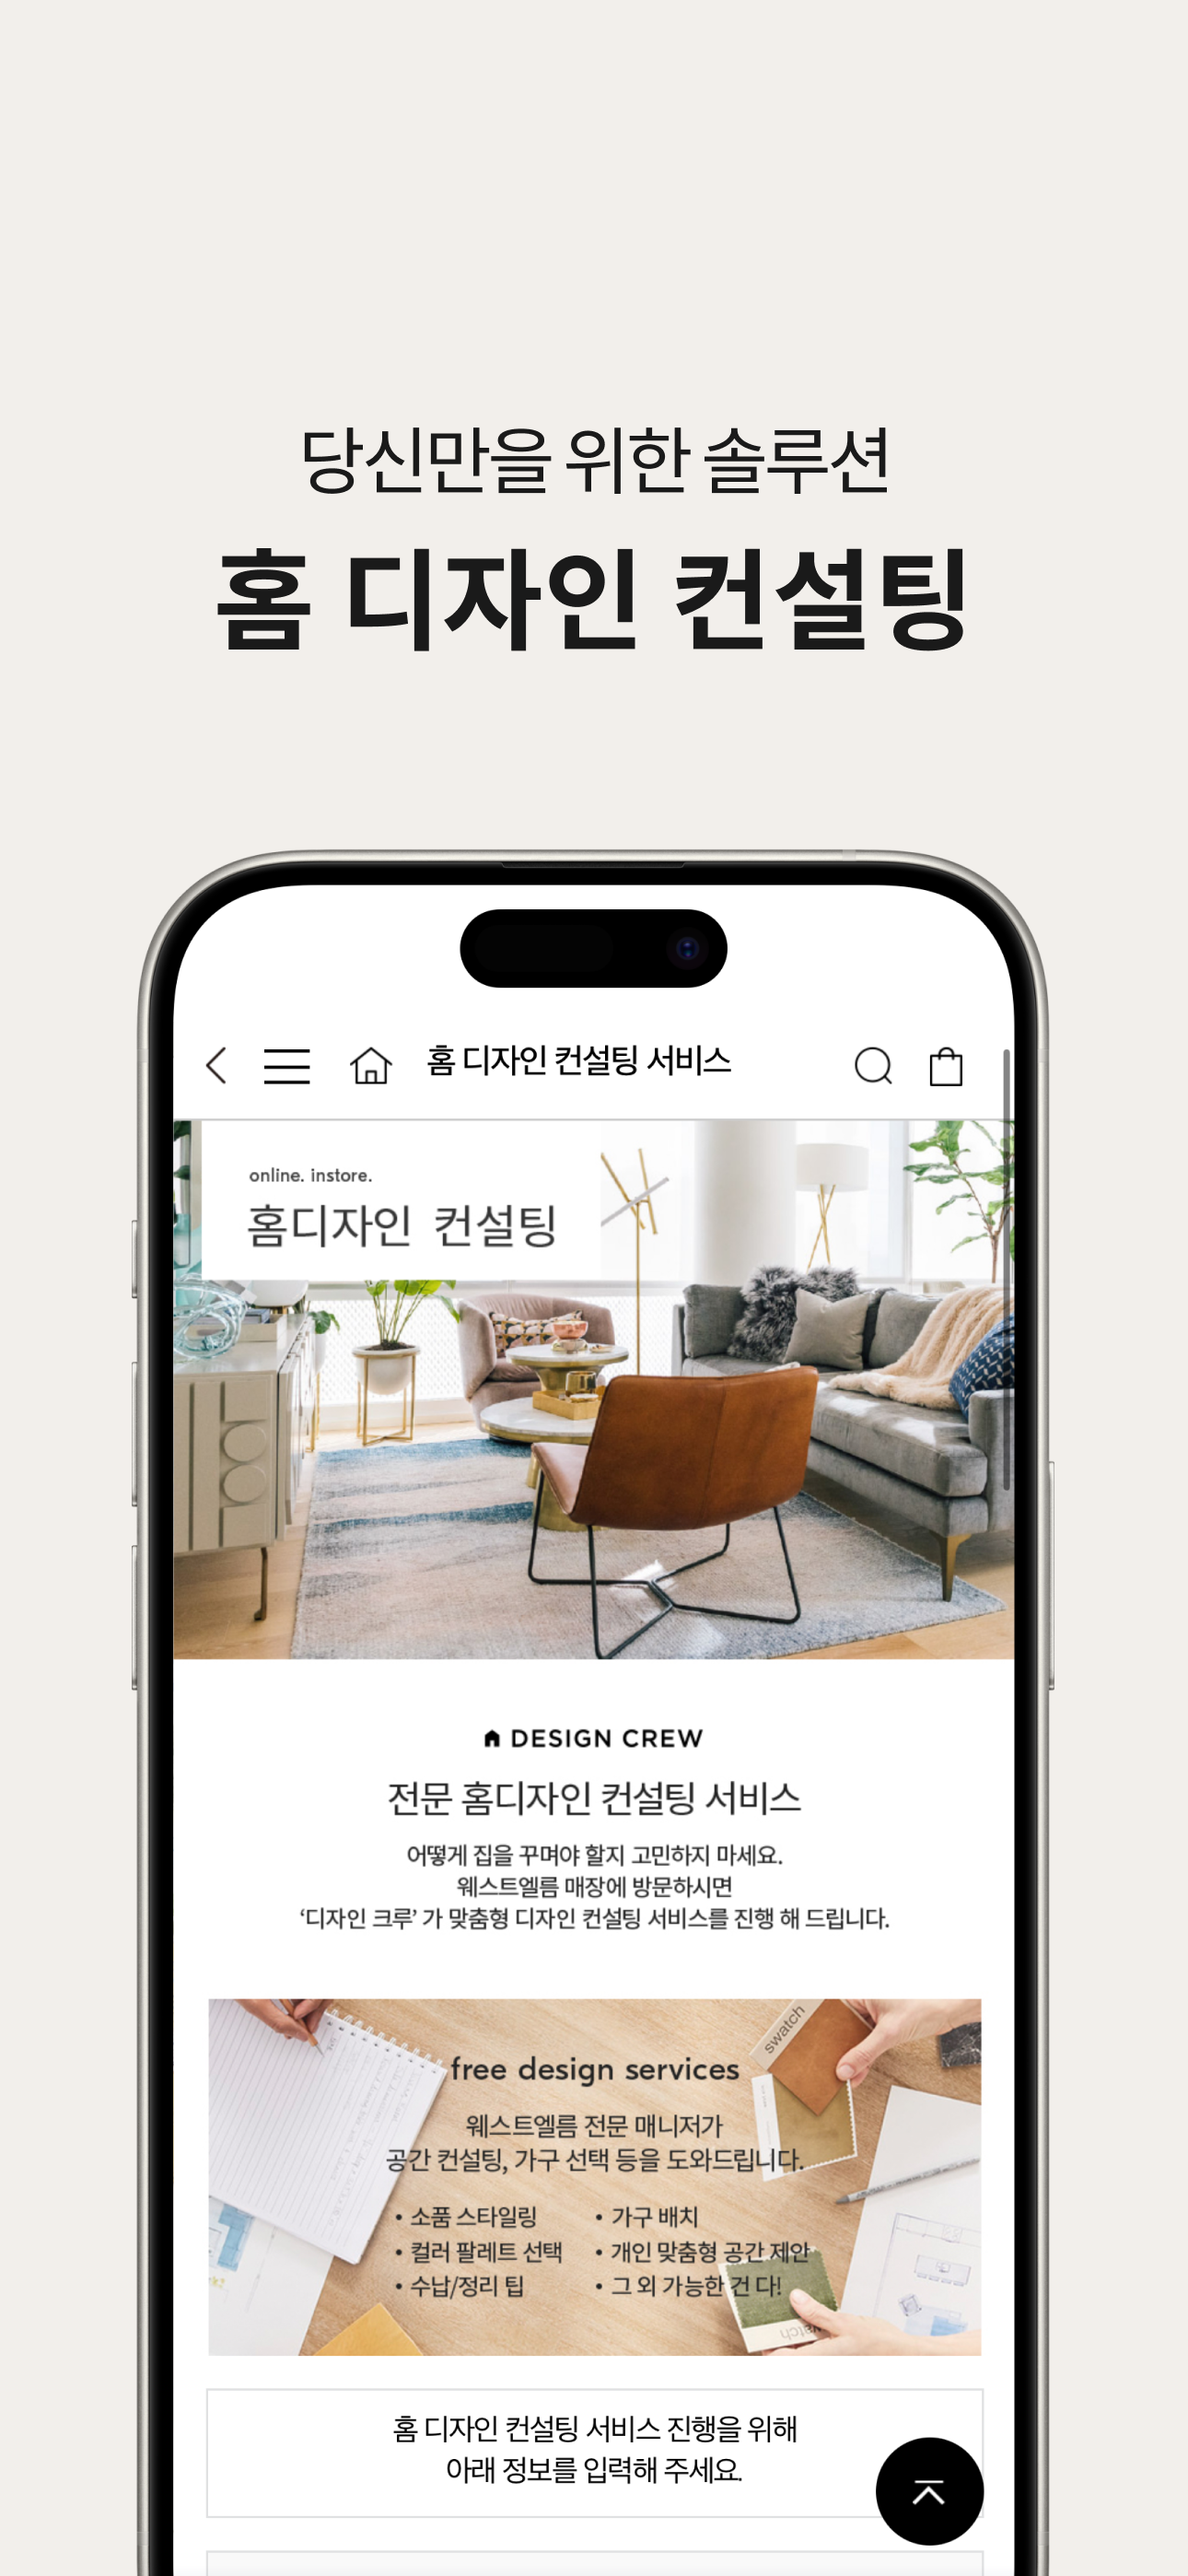 당신만을 위한 솔루션
홈 디자인 컨설팅
홈 디자인 컨설팅 서비스
online. instore.
홈디자인 컨설팅
DESIGN CREW
전문 홈디자인 컨설팅 서비스
어떻게 집을 꾸며야 할지 고민하지 마세요.
웨스트엘름 매장에 방문하시면
‘디자인 크루’ 가 맞춤형 디자인 컨설팅 서비스를 진행 해 드립니다.
swatch
free design services
웨스트엘름 전문 매니저가
공간 컨설팅, 가구 선택 등을 도와드립니다.
• 소품 스타일링
• 컬러 팔레트 선택
• 수납/정리 팁
• 가구 배치
• 개인 맞춤형 공간 제안
• 그 외 가능한 건 다!
홈 디자인 컨설팅 서비스 진행을 위해
아래 정보를 입력해 주세요.